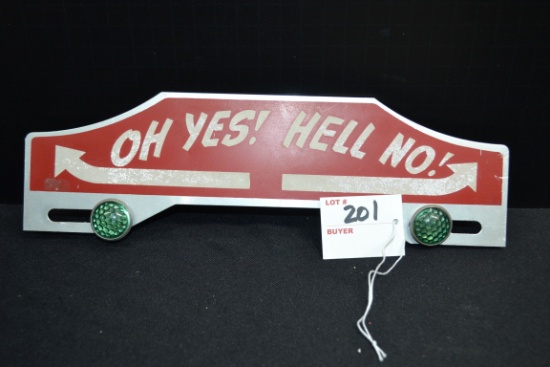 OH YES! HELL NO!
LOT # 201
BUYER